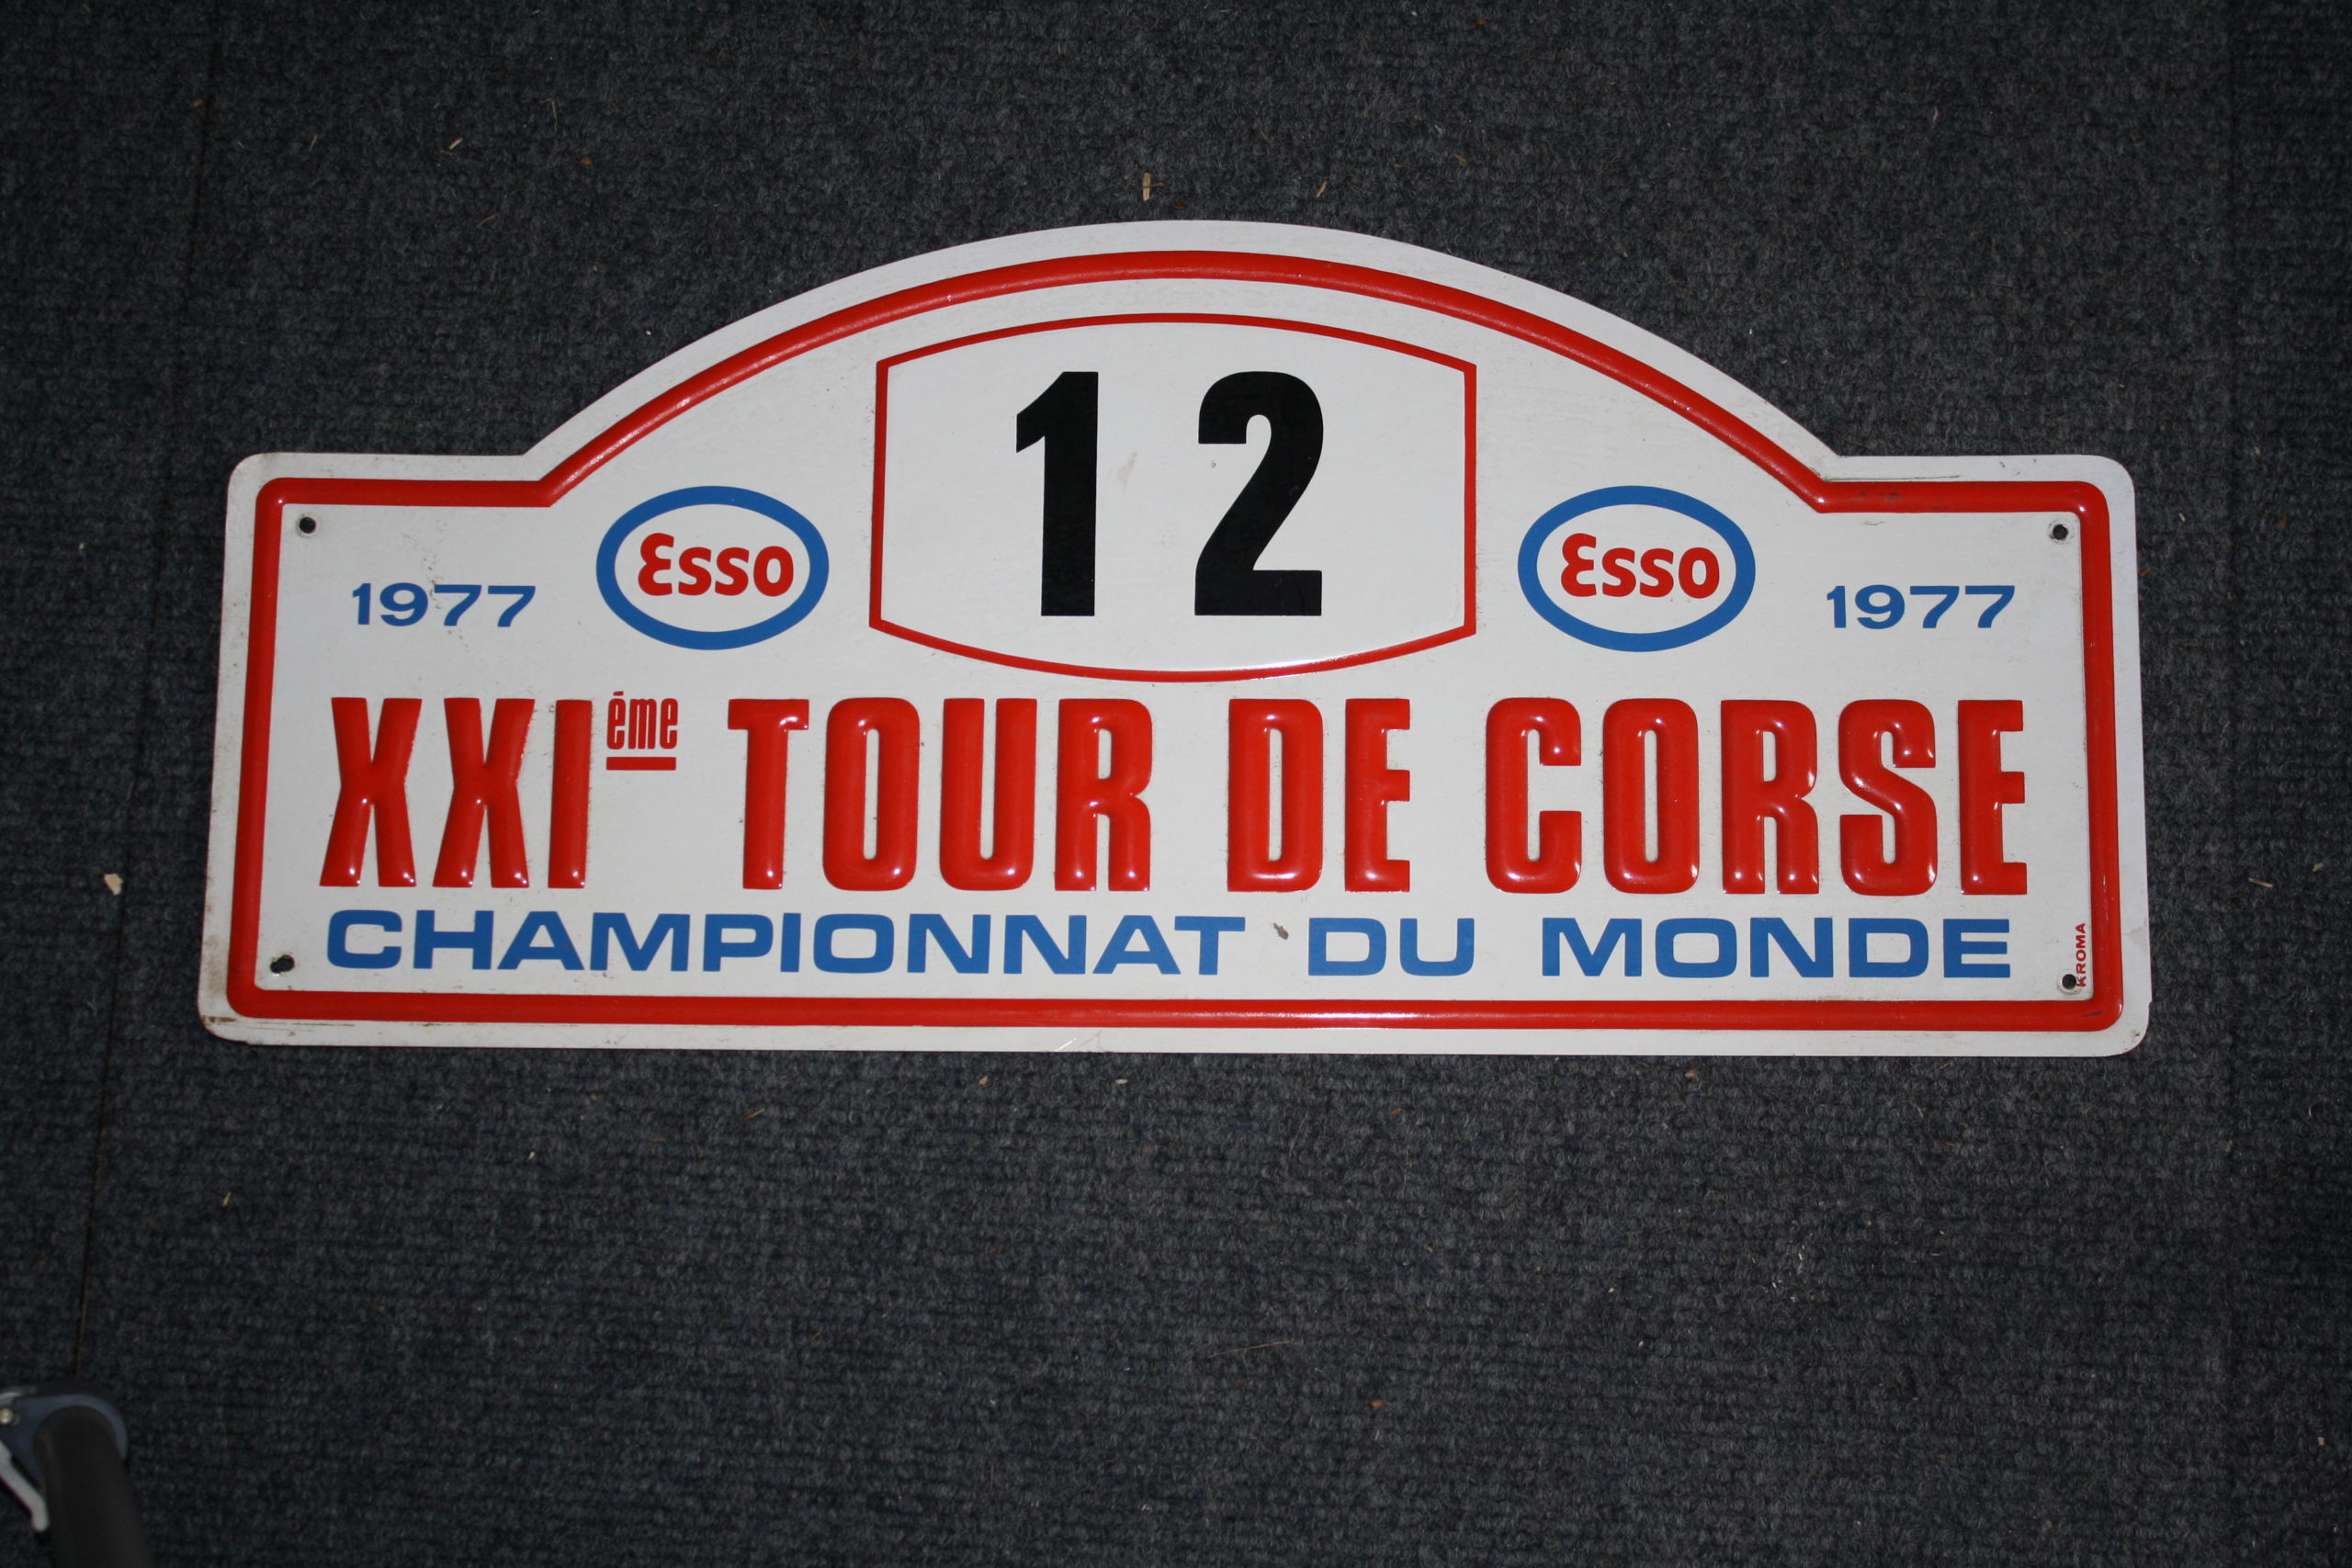 12
1977 Esso Esso 1977
XXIème TOUR DE CORSE
CHAMPIONNAT DU MONDE
KROMA